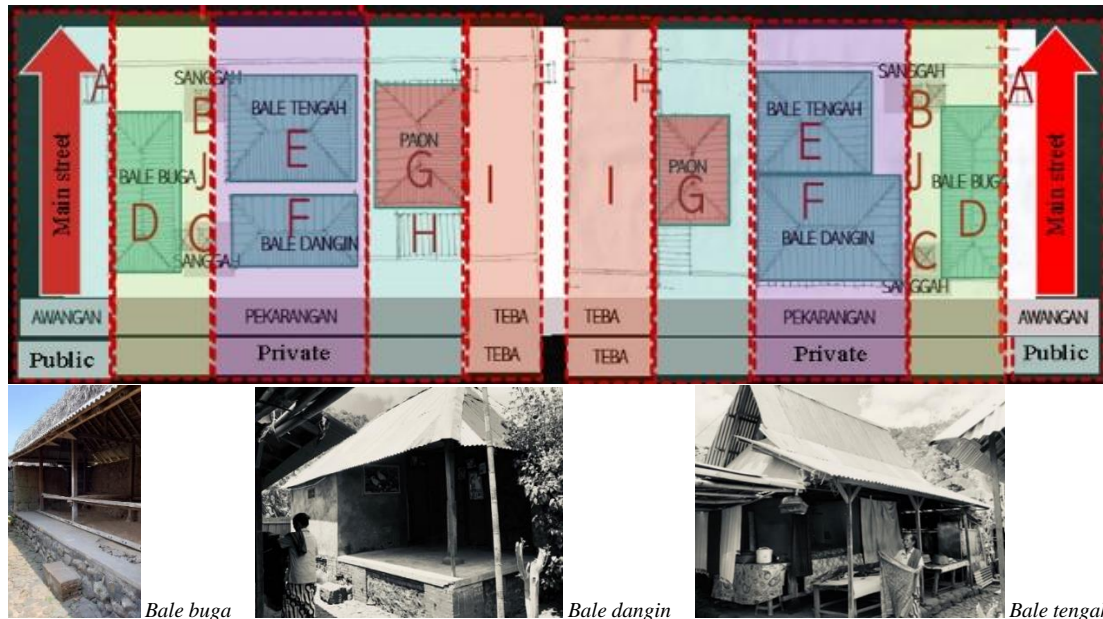 Main street
A
SANGGAH
B
BALE BUGA
J
D
C
SANGGAH
BALE TENGAH
E
F
BALE DANGIN
PAON
G
H
I
I
H
PAON
G
BALE TENGAH
E
F
BALE DANGIN
SANGGAH
B
J
BALE BUGA
D
C
SANGGAH
A
Main street
AWANGAN PEKARANGAN TEBA TEBA PEKARANGAN AWANGAN
Public Private TEBA TEBA Private Public
Bale buga Bale dangin Bale tengah